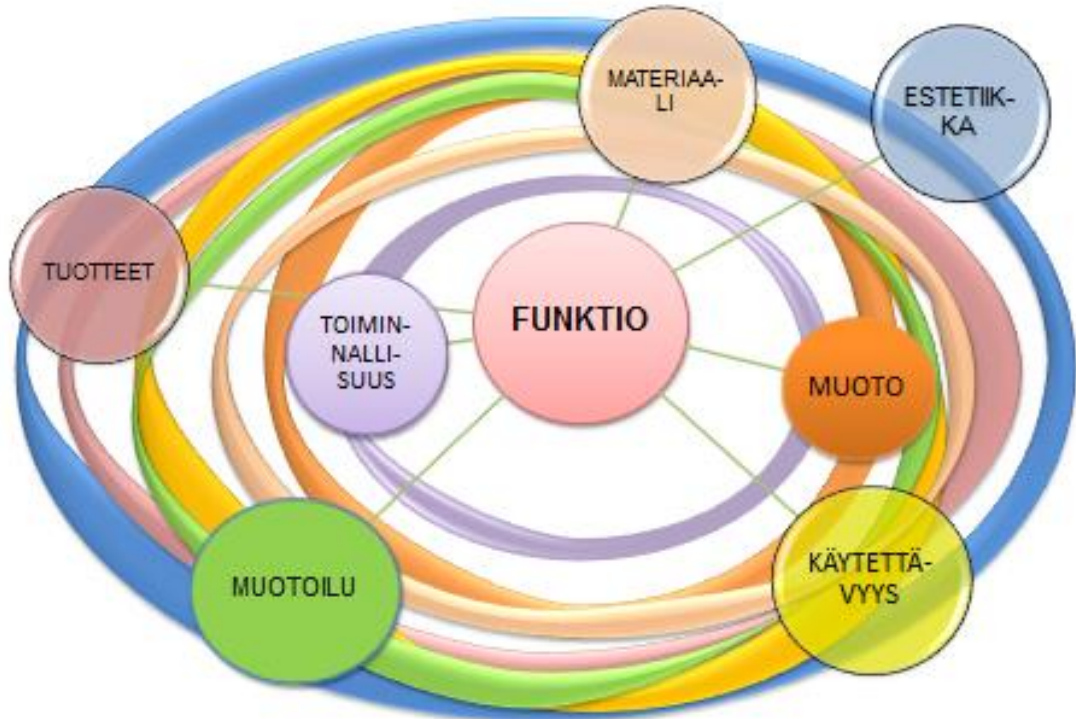 MATERIAA-
LI
ESTETIIK-
KA
TUOTTEET
TOIMIN-
NALLI-
SUUS
FUNKTIO
MUOTO
MUOTOILU
KÄYTETTÄ-
VYYS